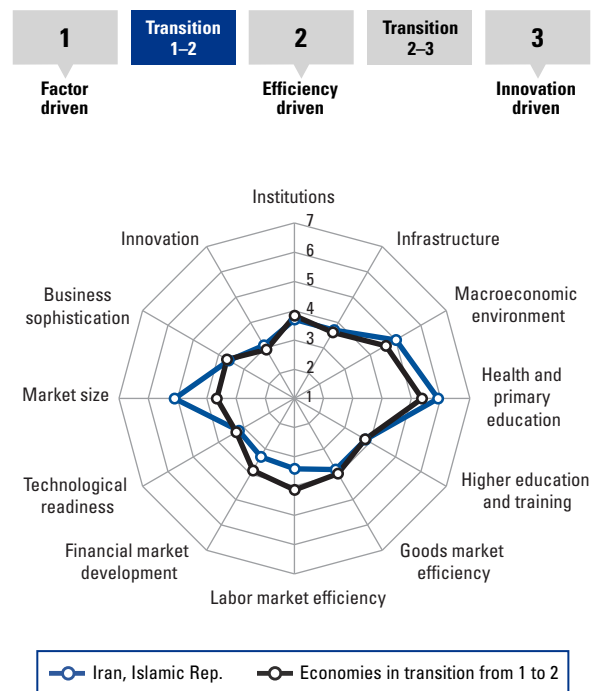 1
Transition
1–2
2
Transition
2–3
3
Factor
driven
Efficiency
driven
Innovation
driven
Institutions
7
Innovation
Infrastructure
6
5
Business
sophistication
Macroeconomic
environment
4
3
2
Market size
1
Health and
primary
education
Technological
readiness
Higher education
and training
Financial market
development
Goods market
efficiency
Labor market efficiency
Iran, Islamic Rep.
Economies in transition from 1 to 2